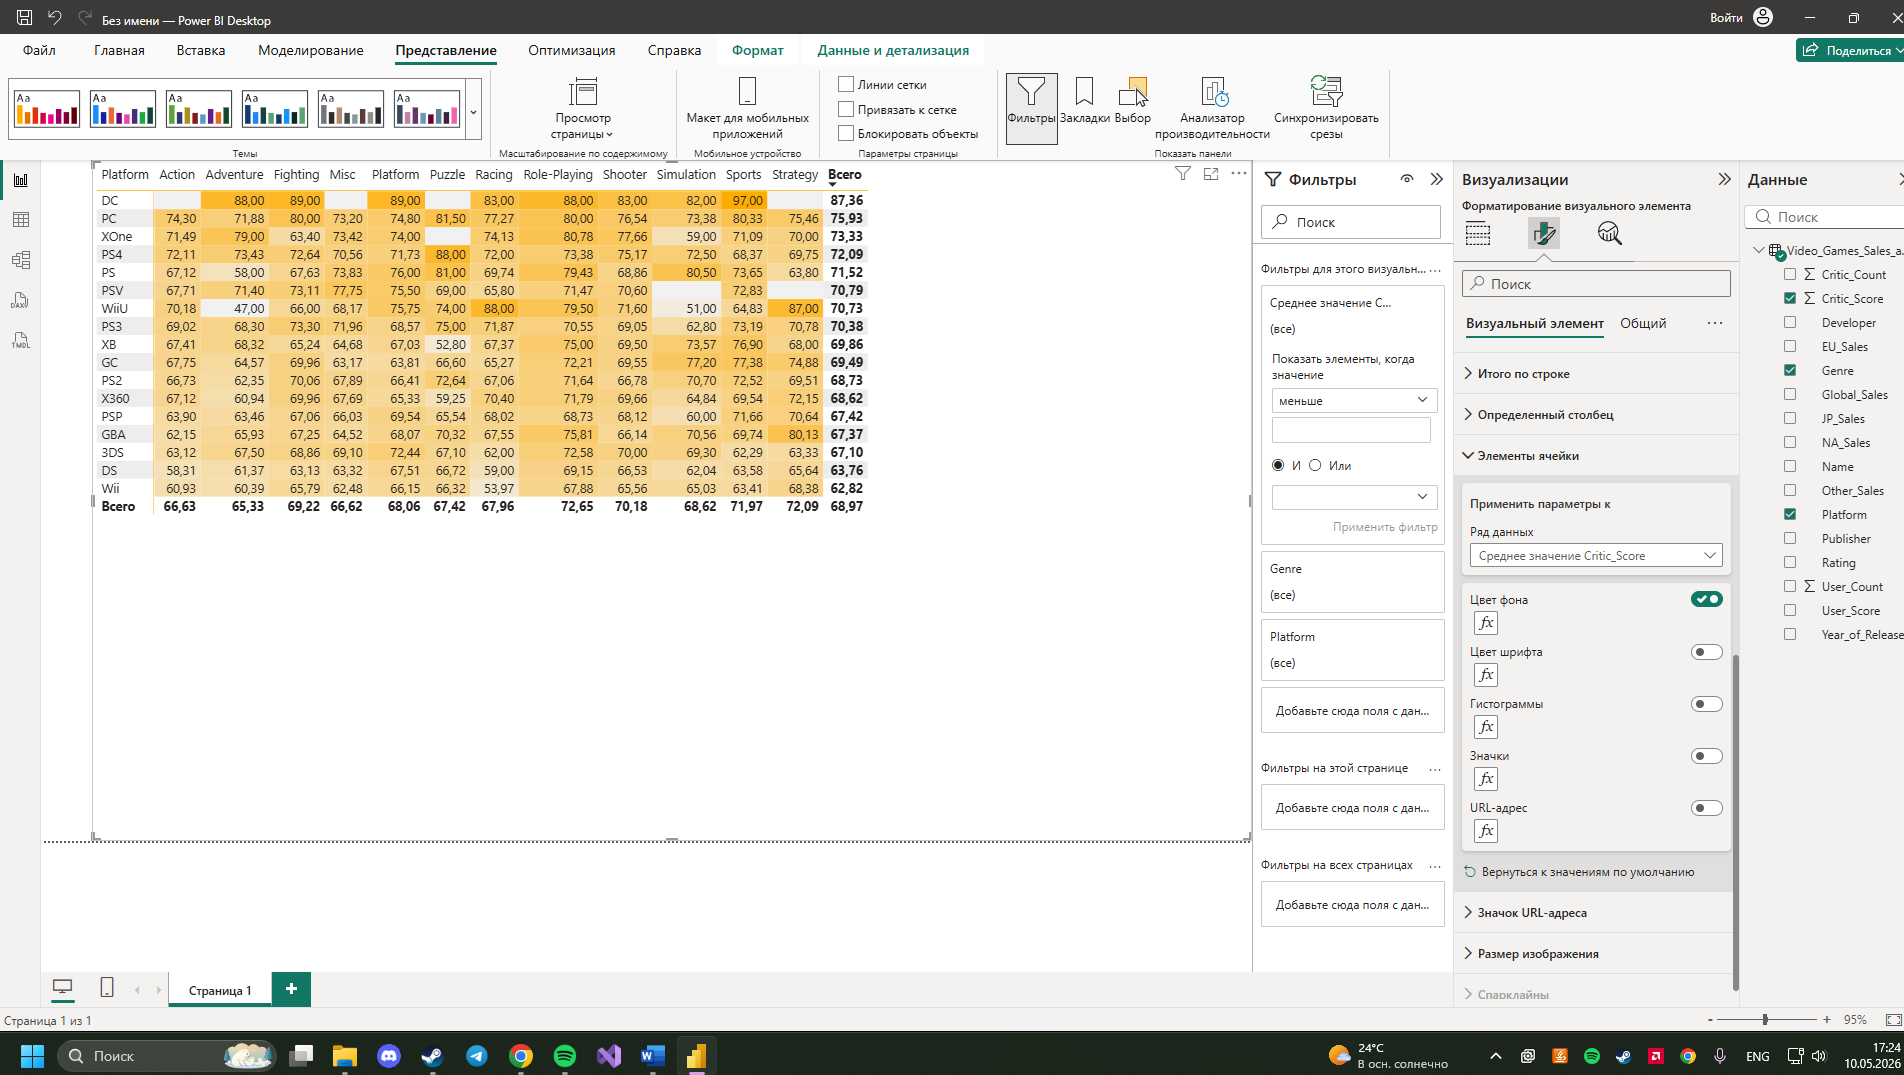 Без имени — Power BI Desktop
Войти
Файл Главная Вставка Моделирование Представление Оптимизация Справка Формат Данные и детализация
Поделиться
Aa Aa Aa Aa Aa Aa
Темы
Просмотр страницы
Масштабирование по содержимому
Макет для мобильных приложений
Мобильное устройство
Линии сетки
Привязать к сетке
Блокировать объекты
Параметры страницы
Фильтры Закладки Выбор Анализатор производительности Синхронизировать срезы
Показать панели
Platform Action Adventure Fighting Misc Platform Puzzle Racing Role-Playing Shooter Simulation Sports Strategy Всего
DC 88,00 89,00 89,00 83,00 88,00 83,00 82,00 97,00 87,36
PC 74,30 71,88 80,00 73,20 74,80 81,50 77,27 80,00 76,54 73,38 80,33 75,46 75,93
XOne 71,49 79,00 63,40 73,42 74,00 74,13 80,78 77,66 59,00 71,09 70,00 73,33
PS4 72,11 73,43 72,64 70,56 71,73 88,00 72,00 73,38 75,17 72,50 68,37 69,75 72,09
PS 67,12 58,00 67,63 73,83 76,00 81,00 69,74 79,43 68,86 80,50 73,65 63,80 71,52
PSV 67,71 71,40 73,11 77,75 75,50 69,00 65,80 71,47 70,60 72,83 70,79
WiiU 70,18 47,00 66,00 68,17 75,75 74,00 88,00 79,50 71,60 51,00 64,83 87,00 70,73
PS3 69,02 68,30 73,30 71,96 68,57 75,00 71,87 70,55 69,05 62,80 73,19 70,78 70,38
XB 67,41 68,32 65,24 64,68 67,03 52,80 67,37 75,00 69,50 73,57 76,90 68,00 69,86
GC 67,75 64,57 69,96 63,17 63,81 66,60 65,27 72,21 69,55 77,20 77,38 74,88 69,49
PS2 66,73 62,35 70,06 67,89 66,41 72,64 67,06 71,64 66,78 70,70 72,52 69,51 68,73
X360 67,12 60,94 69,96 67,69 65,33 59,25 70,40 71,79 69,66 64,84 69,54 72,15 68,62
PSP 63,90 63,46 67,06 66,03 69,54 65,54 68,02 68,73 68,12 60,00 71,66 70,64 67,42
GBA 62,15 65,93 67,25 64,52 68,07 70,32 67,55 75,81 66,14 70,56 69,74 80,13 67,37
3DS 63,12 67,50 68,86 69,10 72,44 67,10 62,00 72,58 70,00 69,30 62,29 63,33 67,10
DS 58,31 61,37 63,13 63,32 67,51 66,72 59,00 69,15 66,53 62,04 63,58 65,64 63,76
Wii 60,93 60,39 65,79 62,48 66,15 66,32 53,97 67,88 65,56 65,03 63,41 68,38 62,82
Всего 66,63 65,33 69,22 66,62 68,06 67,42 67,96 72,65 70,18 68,62 71,97 72,09 68,97
DAX
TMDL
Фильтры
Поиск
Фильтры для этого визуальн...
Среднее значение C...
(все)
Показать элементы, когда
значение
меньше
И Или
Применить фильтр
Genre
(все)
Platform
(все)
Добавьте сюда поля с дан...
Фильтры на этой странице
Добавьте сюда поля с дан...
Фильтры на всех страницах
Добавьте сюда поля с дан...
Визуализации
Форматирование визуального элемента
Поиск
Визуальный элемент Общий
Итого по строке
Определенный столбец
Элементы ячейки
Применить параметры к
Ряд данных
Среднее значение Critic_Score
Цвет фона
fx
Цвет шрифта
fx
Гистограммы
fx
Значки
fx
URL-адрес
fx
Вернуться к значениям по умолчанию
Значок URL-адреса
Размер изображения
Спарклайны
Данные
Поиск
Video_Games_Sales_a...
Critic_Count
Critic_Score
Developer
EU_Sales
Genre
Global_Sales
JP_Sales
NA_Sales
Name
Other_Sales
Platform
Publisher
Rating
User_Count
User_Score
Year_of_Release
Страница 1
Страница 1 из 1
- + 95%
Поиск
24°C
В осн. солнечно
ENG
17:24
10.05.2026